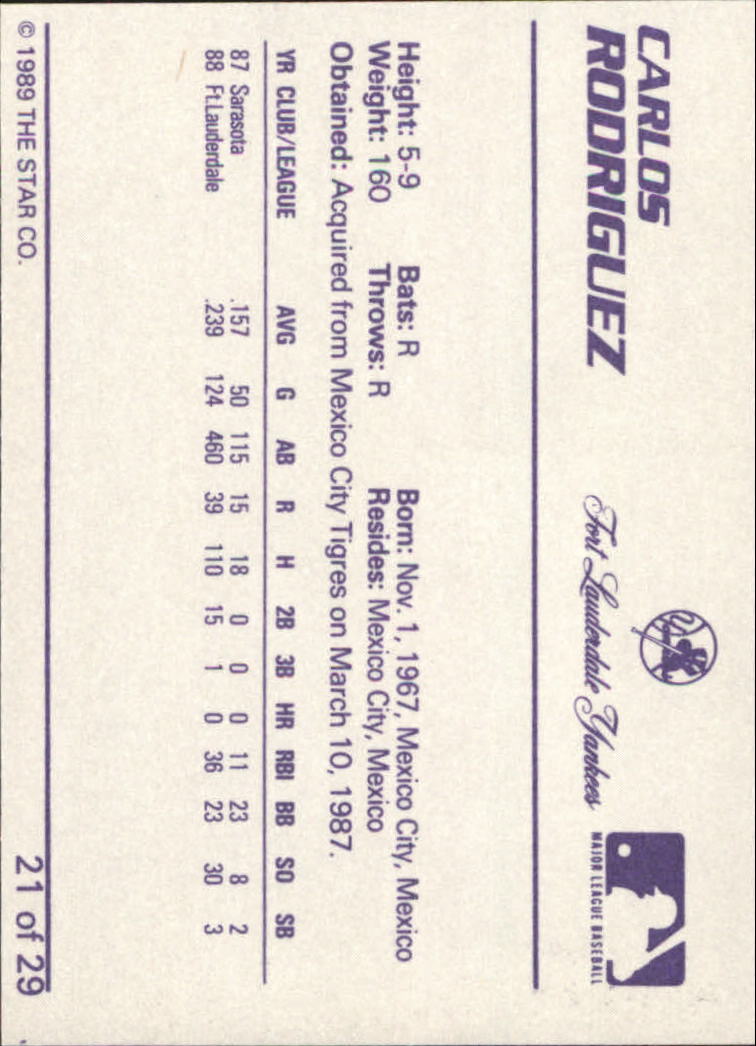 CARLOS
RODRIGUEZ
Fort Lauderdale Yankees
MAJOR LEAGUE BASEBALL
Height: 5-9 Bats: R Born: Nov. 1, 1967, Mexico City, Mexico
Weight: 160 Throws: R Resides: Mexico City, Mexico
Obtained: Acquired from Mexico City Tigres on March 10, 1987.
YR CLUB/LEAGUE AVG G AB R H 2B 3B HR RBI BB SO SB
87 Sarasota .157 50 115 15 18 0 0 0 11 23 8 2
88 Ft.Lauderdale .239 124 460 39 110 15 1 0 36 23 30 3
© 1989 THE STAR CO. 21 of 29